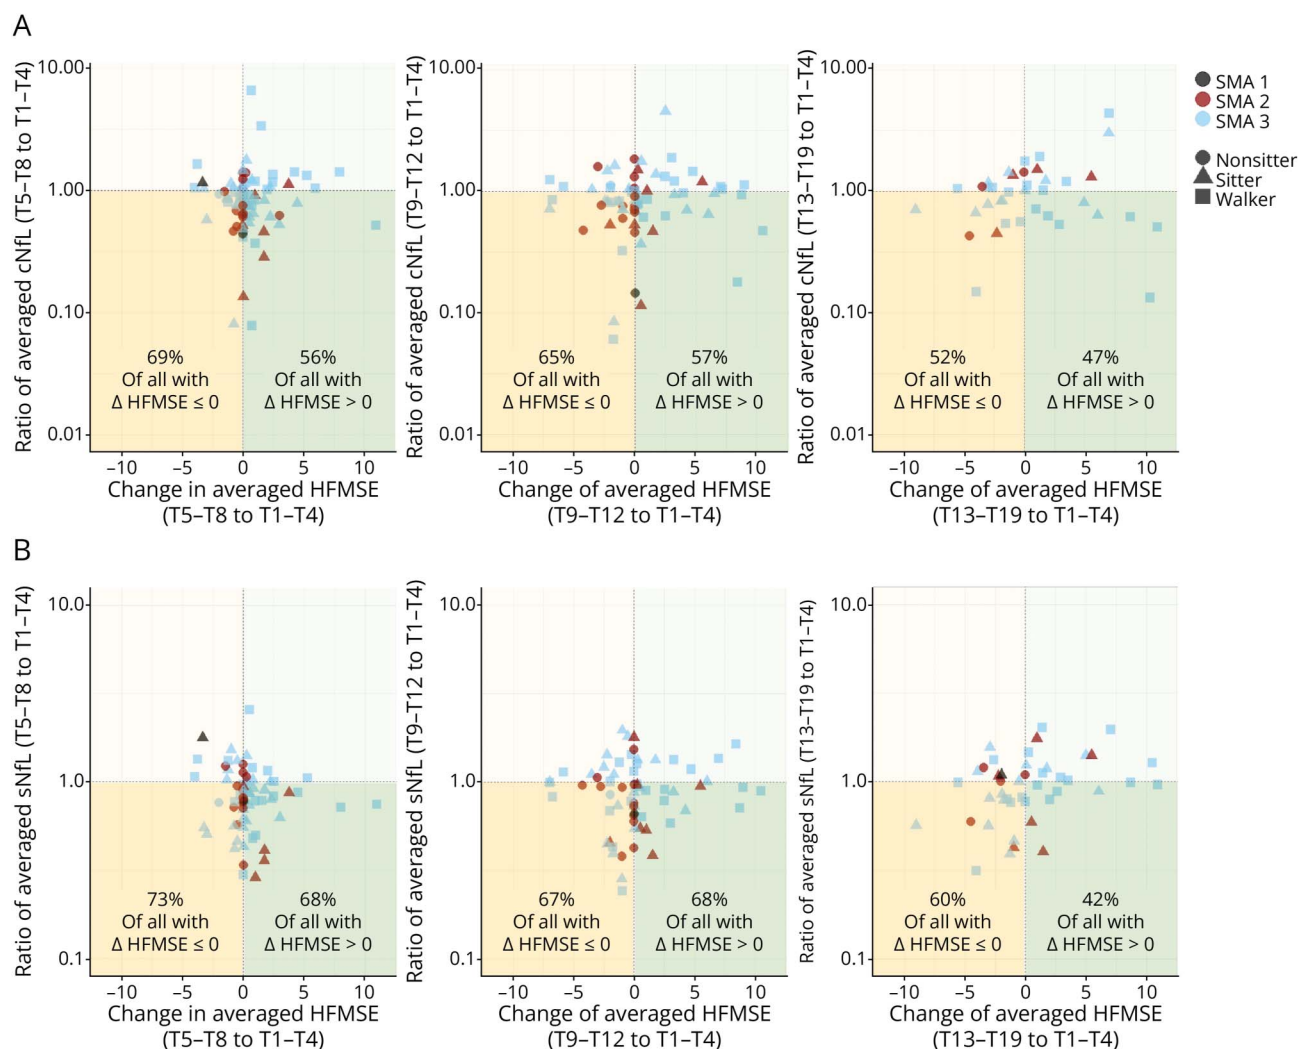 A
Ratio of averaged cNfL (T5–T8 to T1–T4)
10.00
1.00
0.10
0.01
69%
Of all with
Δ HFMSE ≤ 0
56%
Of all with
Δ HFMSE > 0
−10 −5 0 5 10
Change in averaged HFMSE
(T5–T8 to T1–T4)
Ratio of averaged cNfL (T9–T12 to T1–T4)
10.00
1.00
0.10
0.01
65%
Of all with
Δ HFMSE ≤ 0
57%
Of all with
Δ HFMSE > 0
−10 −5 0 5 10
Change of averaged HFMSE
(T9–T12 to T1–T4)
Ratio of averaged cNfL (T13–T19 to T1–T4)
10.00
1.00
0.10
0.01
52%
Of all with
Δ HFMSE ≤ 0
47%
Of all with
Δ HFMSE > 0
−10 −5 0 5 10
Change of averaged HFMSE
(T13–T19 to T1–T4)
SMA 1
SMA 2
SMA 3
Nonsitter
Sitter
Walker
B
Ratio of averaged sNfL (T5–T8 to T1–T4)
10.0
1.0
0.1
73%
Of all with
Δ HFMSE ≤ 0
68%
Of all with
Δ HFMSE > 0
−10 −5 0 5 10
Change of averaged HFMSE
(T5–T8 to T1–T4)
Ratio of averaged sNfL (T9–T12 to T1–T4)
10.0
1.0
0.1
67%
Of all with
Δ HFMSE ≤ 0
68%
Of all with
Δ HFMSE > 0
−10 −5 0 5 10
Change of averaged HFMSE
(T9–T12 to T1–T4)
Ratio of averaged sNfL (T13–T19 to T1–T4)
10.0
1.0
0.1
60%
Of all with
Δ HFMSE ≤ 0
42%
Of all with
Δ HFMSE > 0
−10 −5 0 5 10
Change of averaged HFMSE
(T13–T19 to T1–T4)